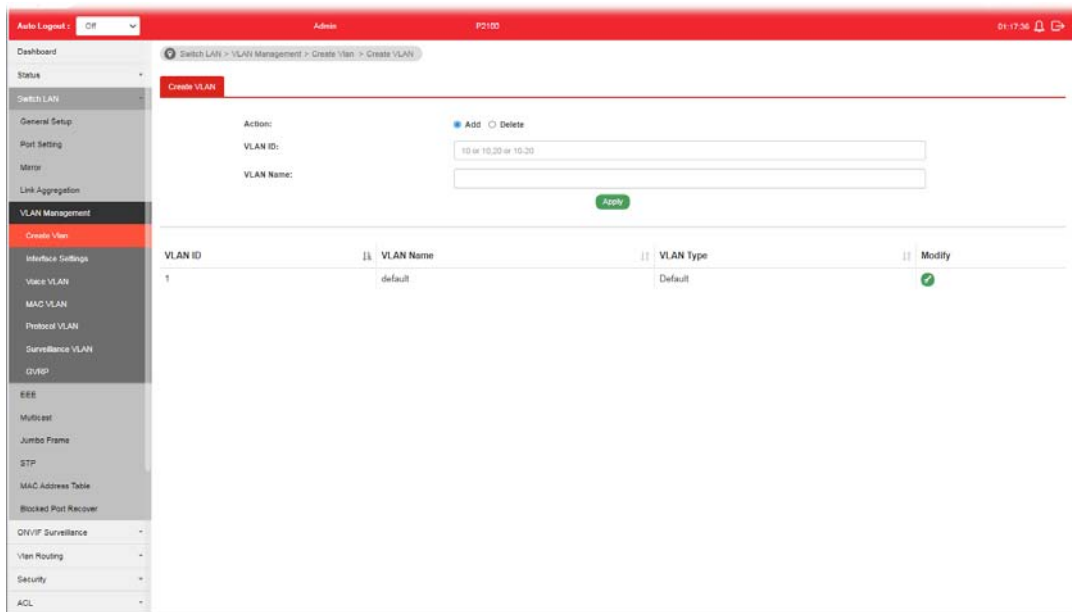 Auto Logout : Off Admin P2100 01:17:36
Dashboard
Status
Switch LAN
General Setup
Port Setting
Mirror
Link Aggregation
VLAN Management
Create Vlan
Interface Settings
Voice VLAN
MAC VLAN
Protocol VLAN
Surveillance VLAN
GVRP
EEE
Multicast
Jumbo Frame
STP
MAC Address Table
Blocked Port Recover
ONVIF Surveillance
Vlan Routing
Security
ACL
Switch LAN > VLAN Management > Create Vlan > Create VLAN
Create VLAN
Action: Add Delete
VLAN ID: 10 or 10,20 or 10-20
VLAN Name:
Apply
VLAN ID VLAN Name VLAN Type Modify
1 default Default